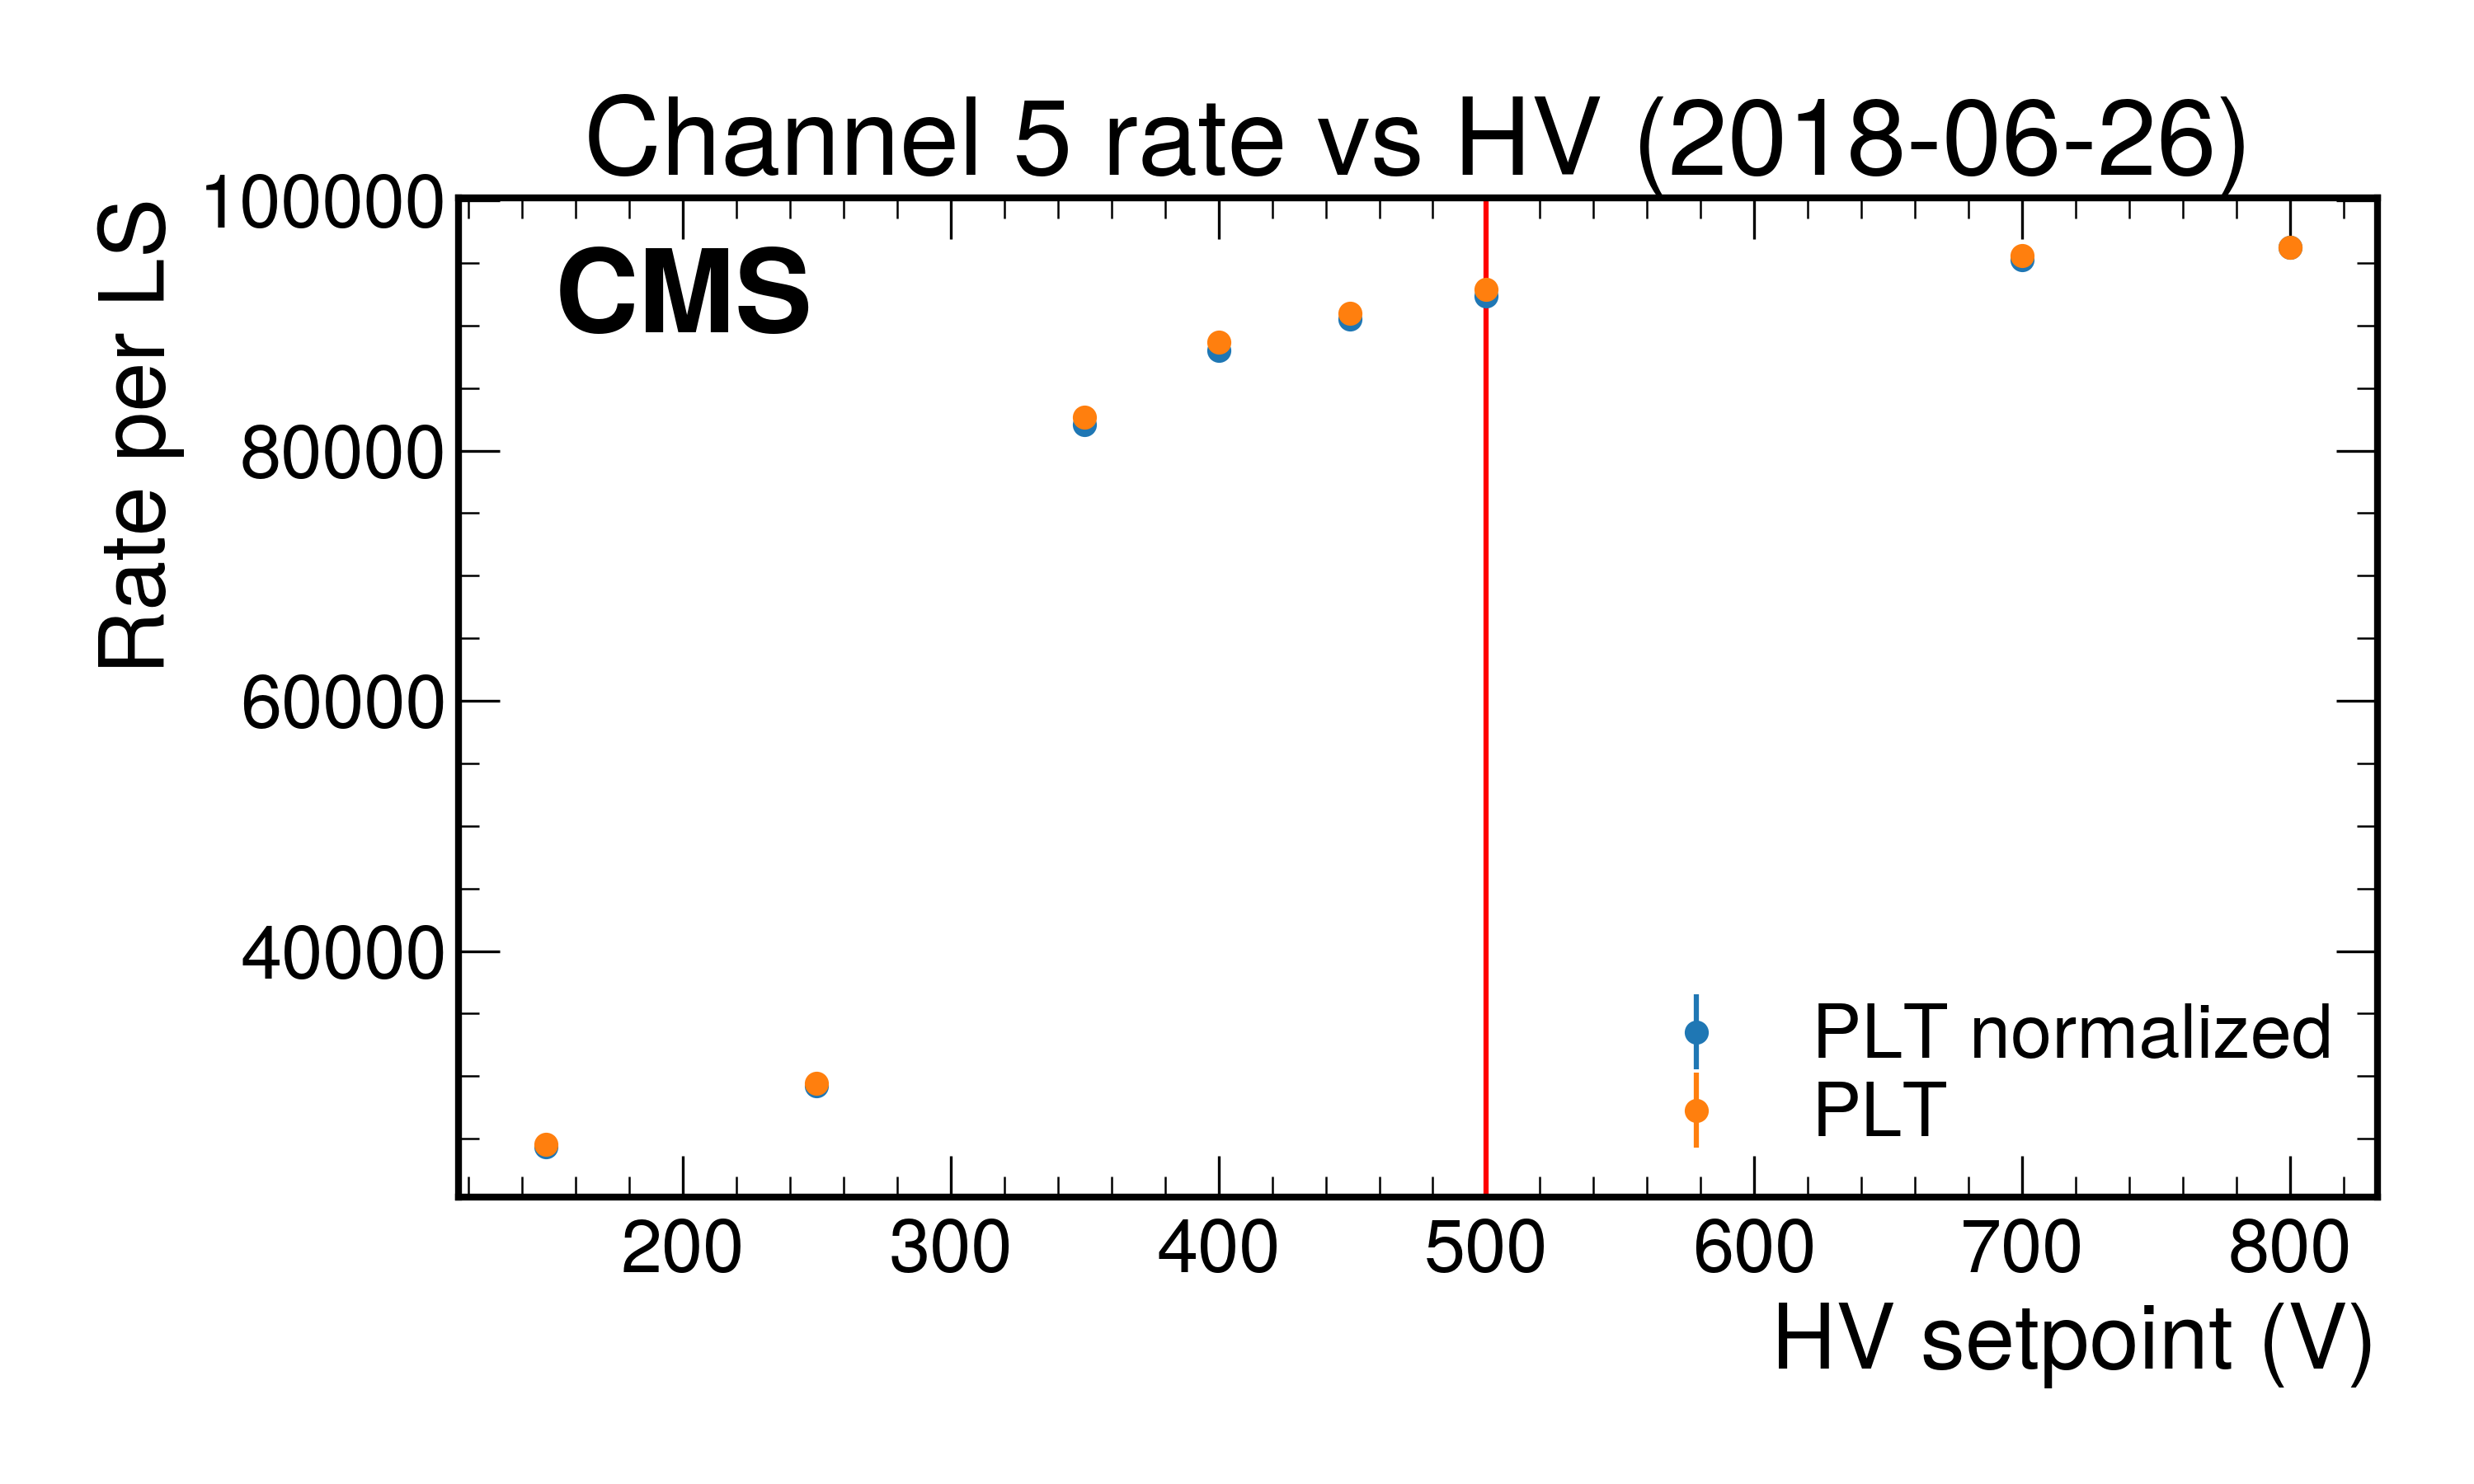 Channel 5 rate vs HV (2018-06-26)
Rate per LS
100000
80000
60000
40000
CMS
PLT normalized
PLT
200 300 400 500 600 700 800
HV setpoint (V)